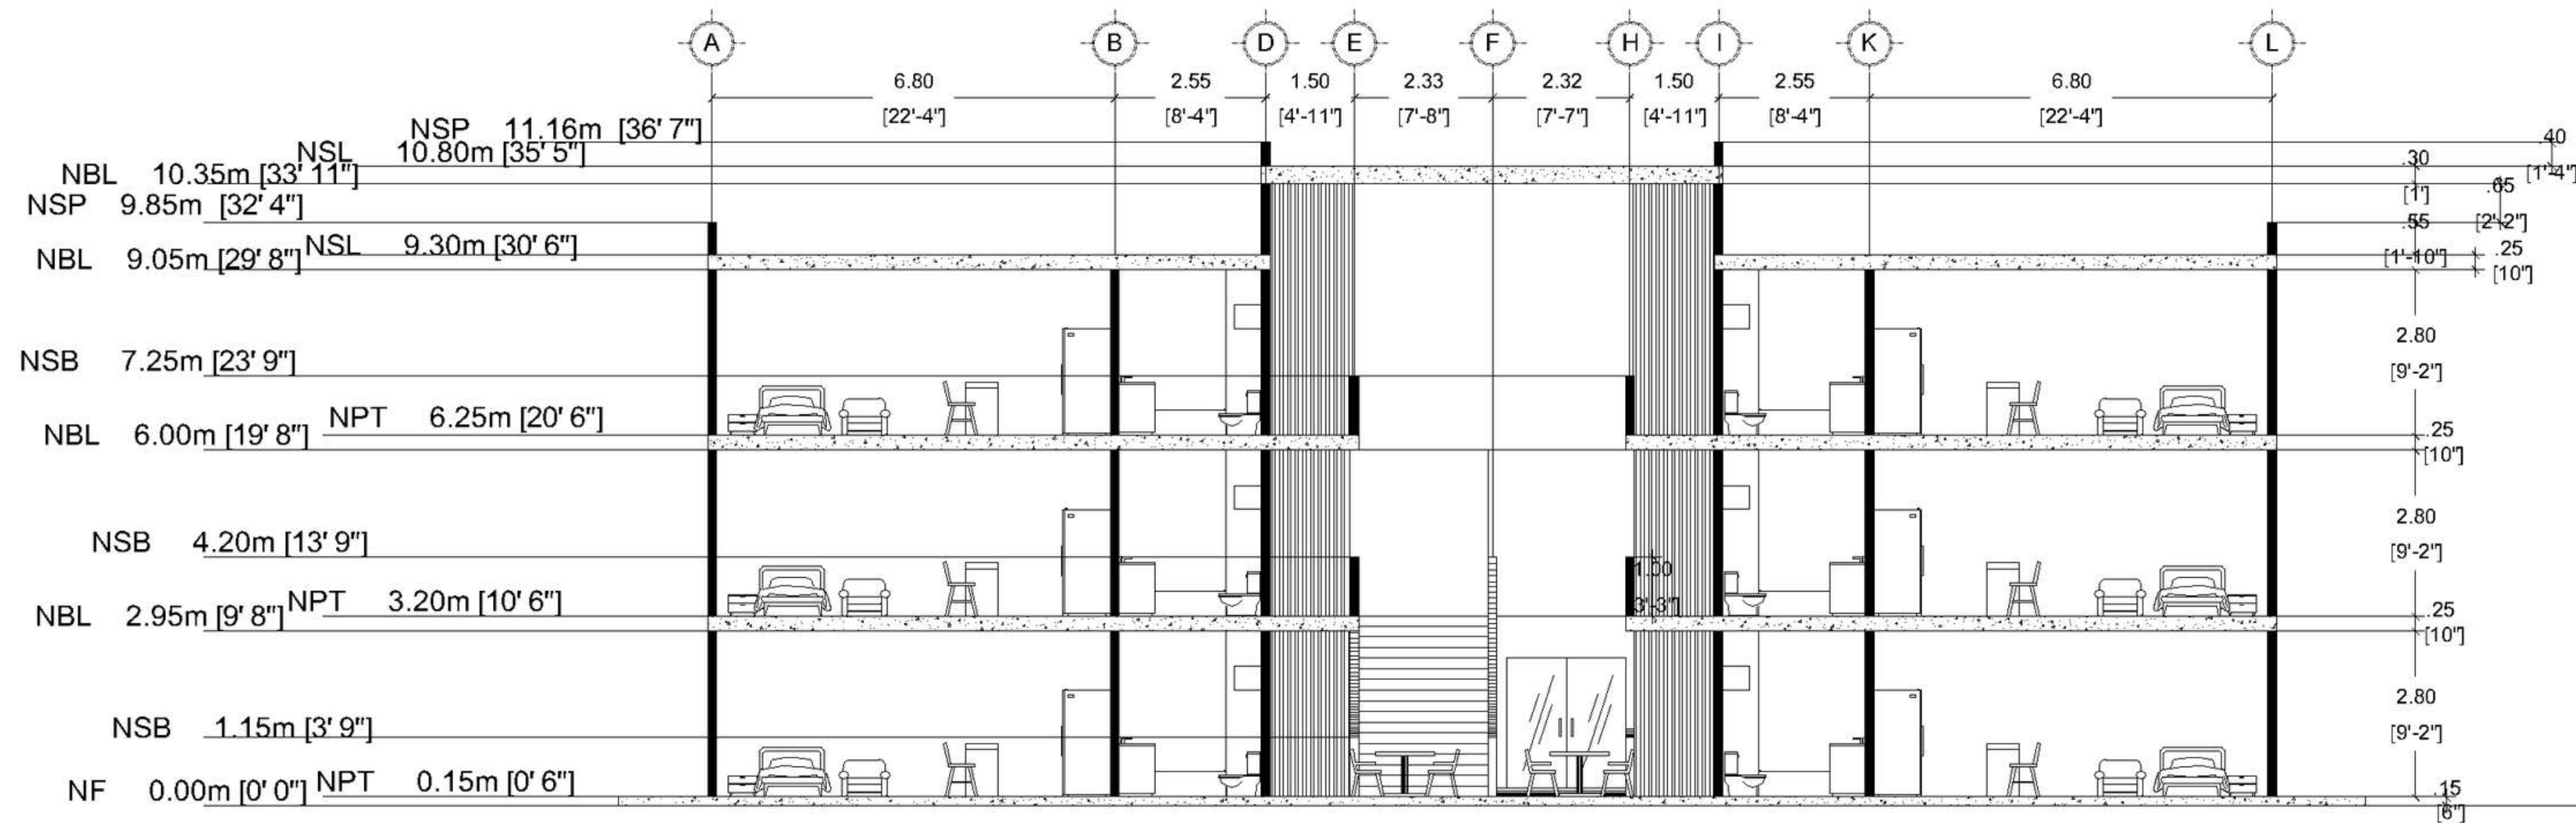 A B D E F H I K L
6.80 2.55 1.50 2.33 2.32 1.50 2.55 6.80
[22'-4"] [8'-4"] [4'-11"] [7'-8"] [7'-7"] [4'-11"] [8'-4"] [22'-4"]
NSP 11.16m [36' 7"]
NSL 10.80m [35' 5"]
NBL 10.35m [33' 11"]
NSP 9.85m [32' 4"]
NSL 9.30m [30' 6"]
NBL 9.05m [29' 8"]
NSB 7.25m [23' 9"]
NPT 6.25m [20' 6"]
NBL 6.00m [19' 8"]
NSB 4.20m [13' 9"]
NPT 3.20m [10' 6"]
NBL 2.95m [9' 8"]
NSB 1.15m [3' 9"]
NPT 0.15m [0' 6"]
NF 0.00m [0' 0"]
1.00
3'-3"]
.40
[1'-4"]
.30
[1']
.65
[2'-2"]
.55
[1'-10"]
.25
[10"]
2.80
[9'-2"]
.25
[10"]
2.80
[9'-2"]
.25
[10"]
2.80
[9'-2"]
.15
[6"]